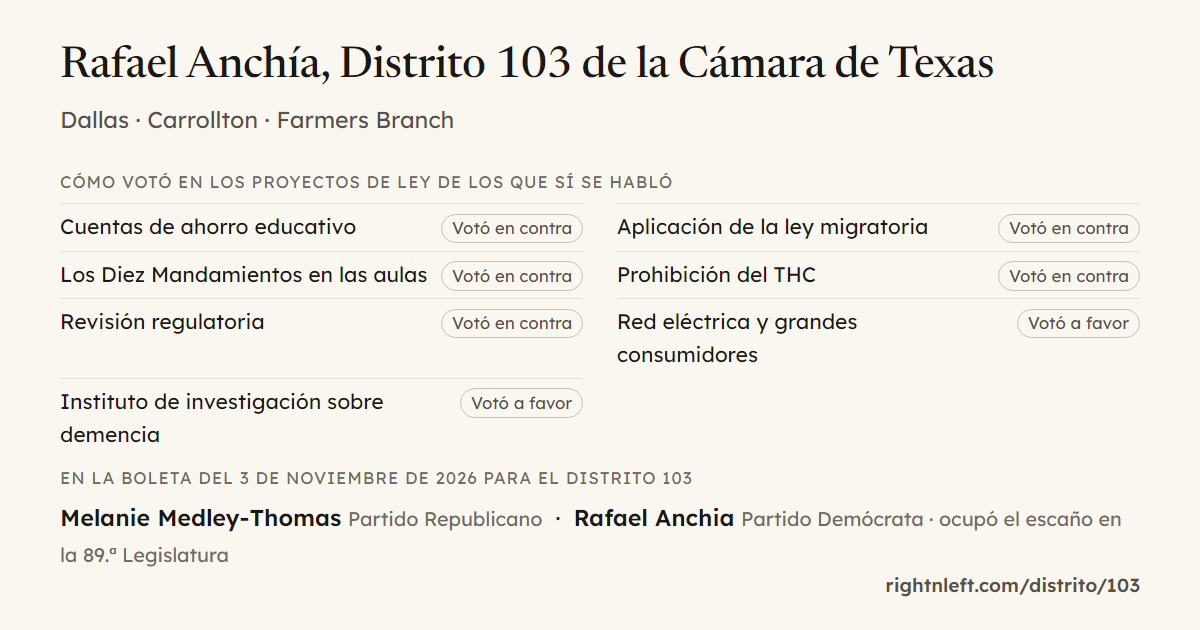 Rafael Anchía, Distrito 103 de la Cámara de Texas
Dallas · Carrollton · Farmers Branch
CÓMO VOTÓ EN LOS PROYECTOS DE LEY DE LOS QUE SÍ SE HABLÓ
Cuentas de ahorro educativo Votó en contra
Aplicación de la ley migratoria Votó en contra
Los Diez Mandamientos en las aulas Votó en contra
Prohibición del THC Votó en contra
Revisión regulatoria Votó en contra
Red eléctrica y grandes Votó a favor
consumidores
Instituto de investigación sobre Votó a favor
demencia
EN LA BOLETA DEL 3 DE NOVIEMBRE DE 2026 PARA EL DISTRITO 103
Melanie Medley-Thomas Partido Republicano · Rafael Anchia Partido Demócrata · ocupó el escaño en
la 89.ª Legislatura
rightnleft.com/distrito/103